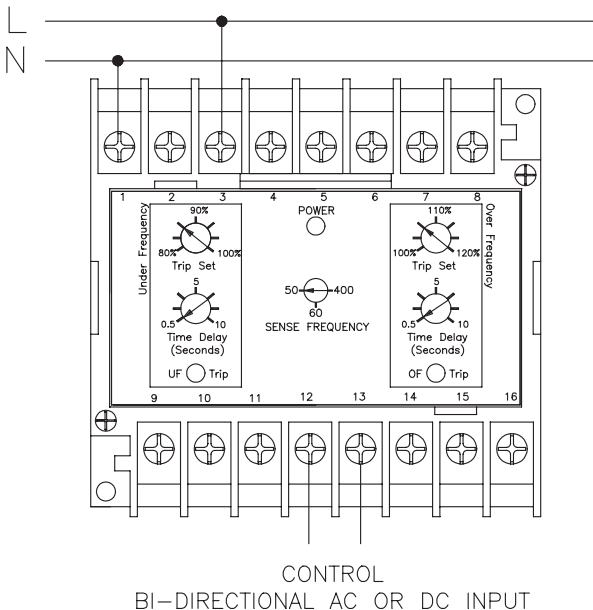 L
N
1 2 3 4 5 6 7 8
Under Frequency
90%
80% 100%
Trip Set
5
0.5 10
Time Delay
(Seconds)
UF Trip
POWER
50 400
60
SENSE FREQUENCY
Over Frequency
110%
100% 120%
Trip Set
5
0.5 10
Time Delay
(Seconds)
OF Trip
9 10 11 12 13 14 15 16
CONTROL
BI-DIRECTIONAL AC OR DC INPUT